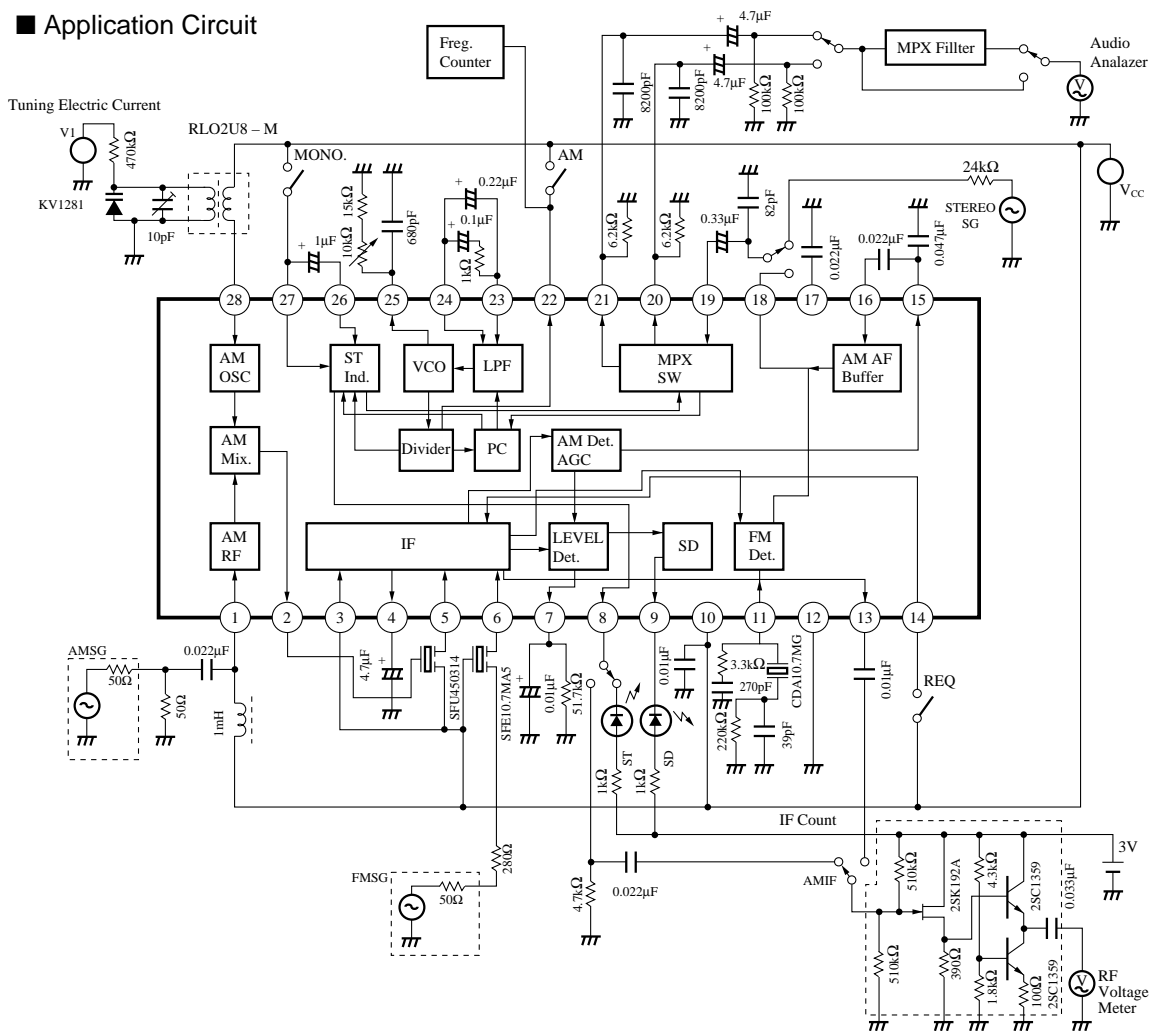 ■ Application Circuit
Freg.
Counter
4.7µF
4.7µF
8200pF
8200pF
100kΩ
100kΩ
MPX Fillter
Audio
Analazer
V
Tuning Electric Current
V1
470kΩ
RLO2U8 – M
KV1281
10pF
MONO.
1µF
15kΩ
10kΩ
680pF
0.22µF
0.1µF
1kΩ
AM
6.2kΩ
6.2kΩ
0.33µF
82pF
0.022µF
0.022µF
0.047µF
24kΩ
STEREO
SG
VCC
28
27
26
25
24
23
22
21
20
19
18
17
16
15
AM
OSC
ST
Ind.
VCO
LPF
MPX
SW
AM AF
Buffer
AM
Mix.
Divider
PC
AM Det.
AGC
AM
RF
IF
LEVEL
Det.
SD
FM
Det.
1
2
3
4
5
6
7
8
9
10
11
12
13
14
AMSG
50Ω
50Ω
0.022µF
1mH
4.7µF
SFU450314
SFE10.7MA5
0.01µF
51.7kΩ
ST
SD
1kΩ
1kΩ
0.01µF
3.3kΩ
270pF
CDA10.7MG
220kΩ
39pF
0.01µF
REQ
IF Count
3V
FMSG
50Ω
280Ω
4.7kΩ
0.022µF
AMIF
510kΩ
510kΩ
2SK192A
390Ω
4.3kΩ
1.8kΩ
2SC1359
100Ω
2SC1359
0.033µF
V
RF
Voltage
Meter